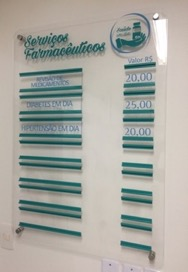 Serviços
Farmacêuticos
Valor R$
REVISÃO DE
MEDICAMENTOS
20,00
DIABETES EM DIA
25,00
HIPERTENSÃO EM DIA
20,00